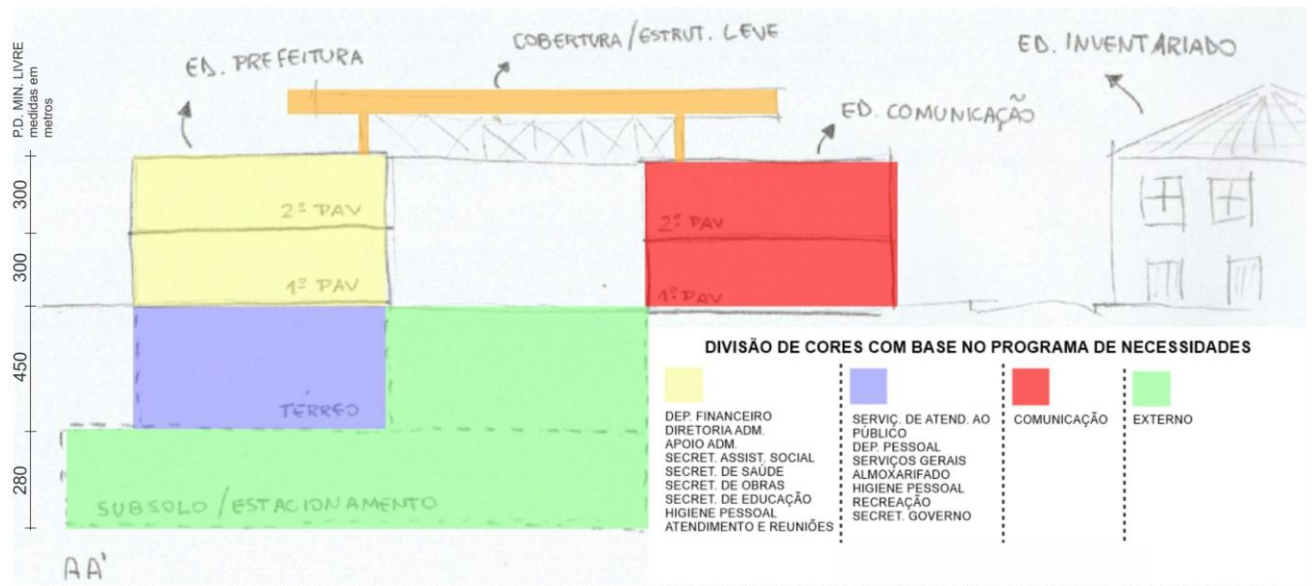 P.D. MIN. LIVRE
medidas em
metros
ED. PREFEITURA
COBERTURA/ESTRUT. LEVE
ED. COMUNICAÇÃO
ED. INVENTARIADO
300
300
450
280
2º PAV
1º PAV
TÉRREO
SUBSOLO/ESTACIONAMENTO
2º PAV
1º PAV
AA'
DIVISÃO DE CORES COM BASE NO PROGRAMA DE NECESSIDADES
DEP. FINANCEIRO
DIRETORIA ADM.
APOIO ADM.
SECRET. ASSIST. SOCIAL
SECRET. DE SAÚDE
SECRET. DE OBRAS
SECRET. DE EDUCAÇÃO
HIGIENE PESSOAL
ATENDIMENTO E REUNIÕES
SERVIÇ. DE ATEND. AO
PÚBLICO
DEP. PESSOAL
SERVIÇOS GERAIS
ALMOXARIFADO
HIGIENE PESSOAL
RECREAÇÃO
SECRET. GOVERNO
COMUNICAÇÃO
EXTERNO